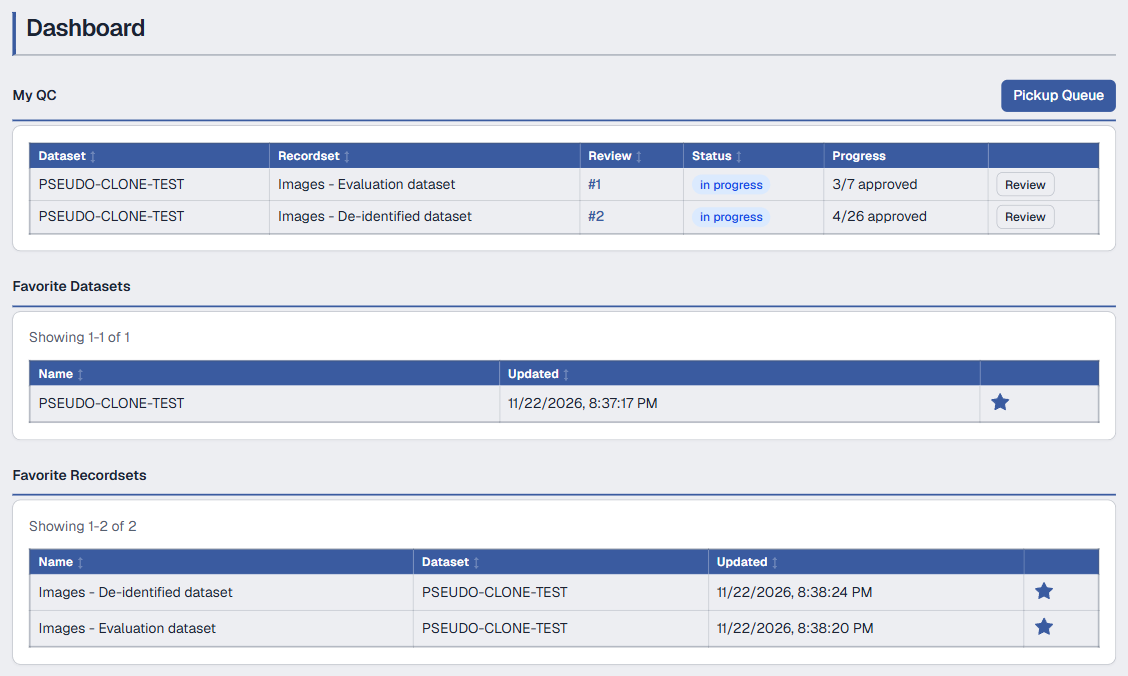 Dashboard
My QC
Pickup Queue
Dataset Recordset Review Status Progress
PSEUDO-CLONE-TEST Images - Evaluation dataset #1 in progress 3/7 approved Review
PSEUDO-CLONE-TEST Images - De-identified dataset #2 in progress 4/26 approved Review
Favorite Datasets
Showing 1-1 of 1
Name Updated
PSEUDO-CLONE-TEST 11/22/2026, 8:37:17 PM
Favorite Recordsets
Showing 1-2 of 2
Name Dataset Updated
Images - De-identified dataset PSEUDO-CLONE-TEST 11/22/2026, 8:38:24 PM
Images - Evaluation dataset PSEUDO-CLONE-TEST 11/22/2026, 8:38:20 PM